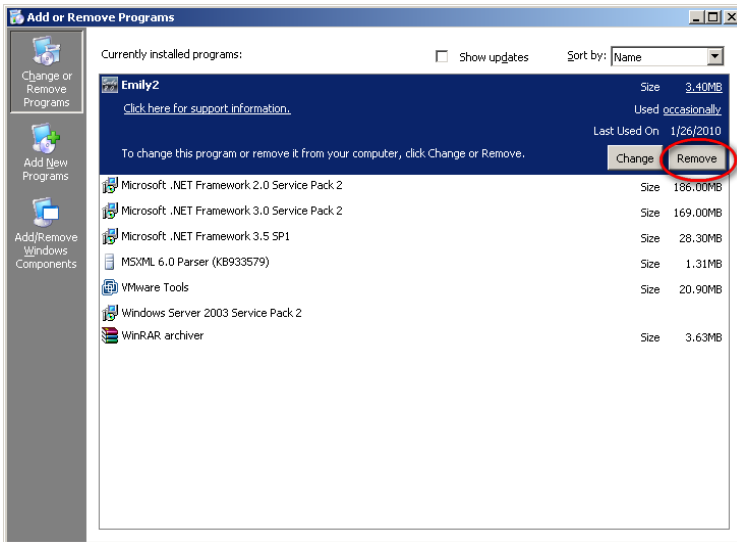 Add or Remove Programs
Change or
Remove
Programs
Add New
Programs
Add/Remove
Windows
Components
Currently installed programs:
Show updates
Sort by: Name
Emily2
Size 3.40MB
Click here for support information.
Used occasionally
Last Used On 1/26/2010
To change this program or remove it from your computer, click Change or Remove.
Change Remove
Microsoft .NET Framework 2.0 Service Pack 2 Size 186.00MB
Microsoft .NET Framework 3.0 Service Pack 2 Size 169.00MB
Microsoft .NET Framework 3.5 SP1 Size 28.30MB
MSXML 6.0 Parser (KB933579) Size 1.31MB
VMware Tools Size 20.90MB
Windows Server 2003 Service Pack 2
WinRAR archiver Size 3.63MB